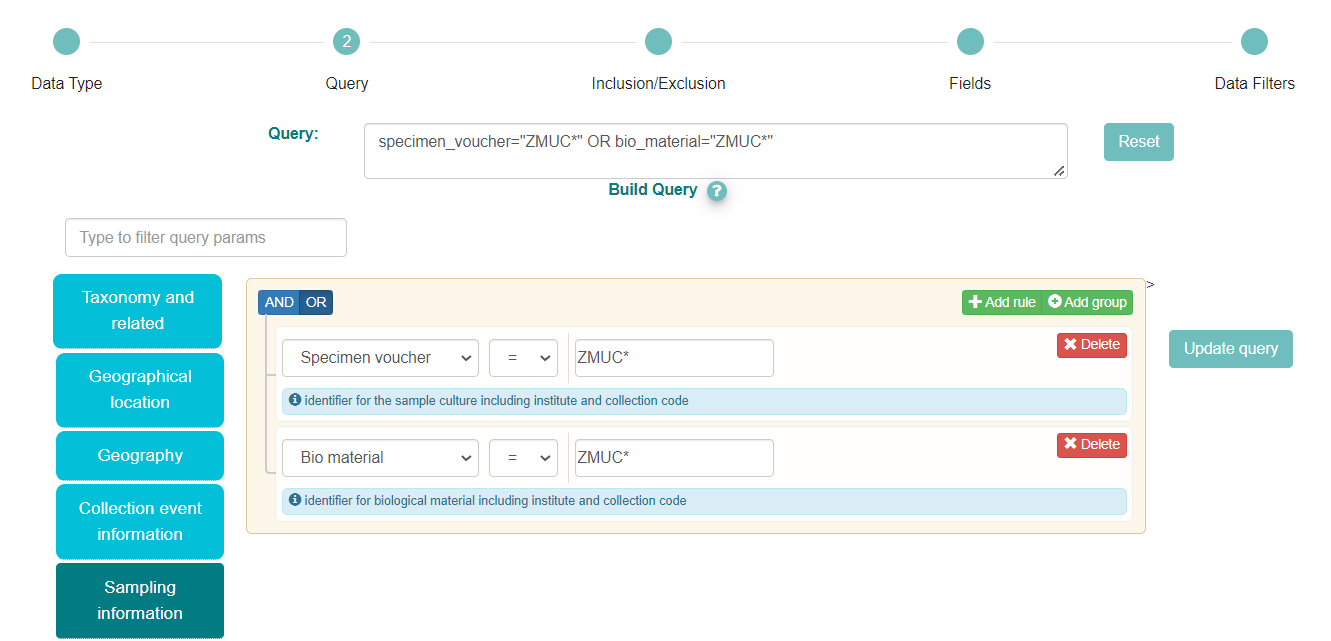 2
Data Type
Query
Inclusion/Exclusion
Fields
Data Filters
Query:
specimen_voucher="ZMUC*" OR bio_material="ZMUC*"
Reset
Build Query ?
Type to filter query params
Taxonomy and
related
Geographical
location
Geography
Collection event
information
Sampling
information
AND OR
Add rule
Add group
>
Specimen voucher
=
ZMUC*
Delete
identifier for the sample culture including institute and collection code
Bio material
=
ZMUC*
Delete
identifier for biological material including institute and collection code
Update query